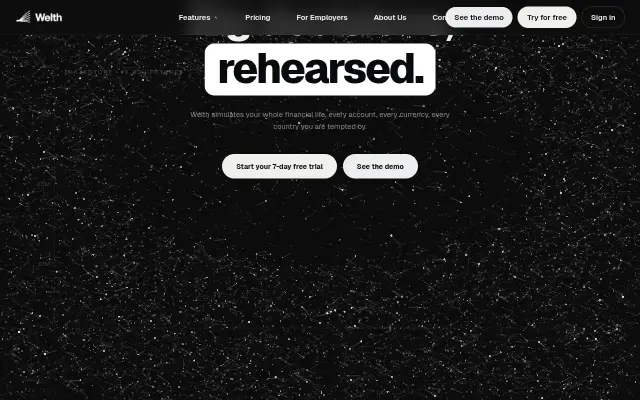 Welth
Features
Pricing
For Employers
About Us
Con
See the demo
Try for free
Sign in
rehearsed.
Welth simulates your whole financial life, every account, every currency, every
country you are tempted by.
Start your 7-day free trial
See the demo